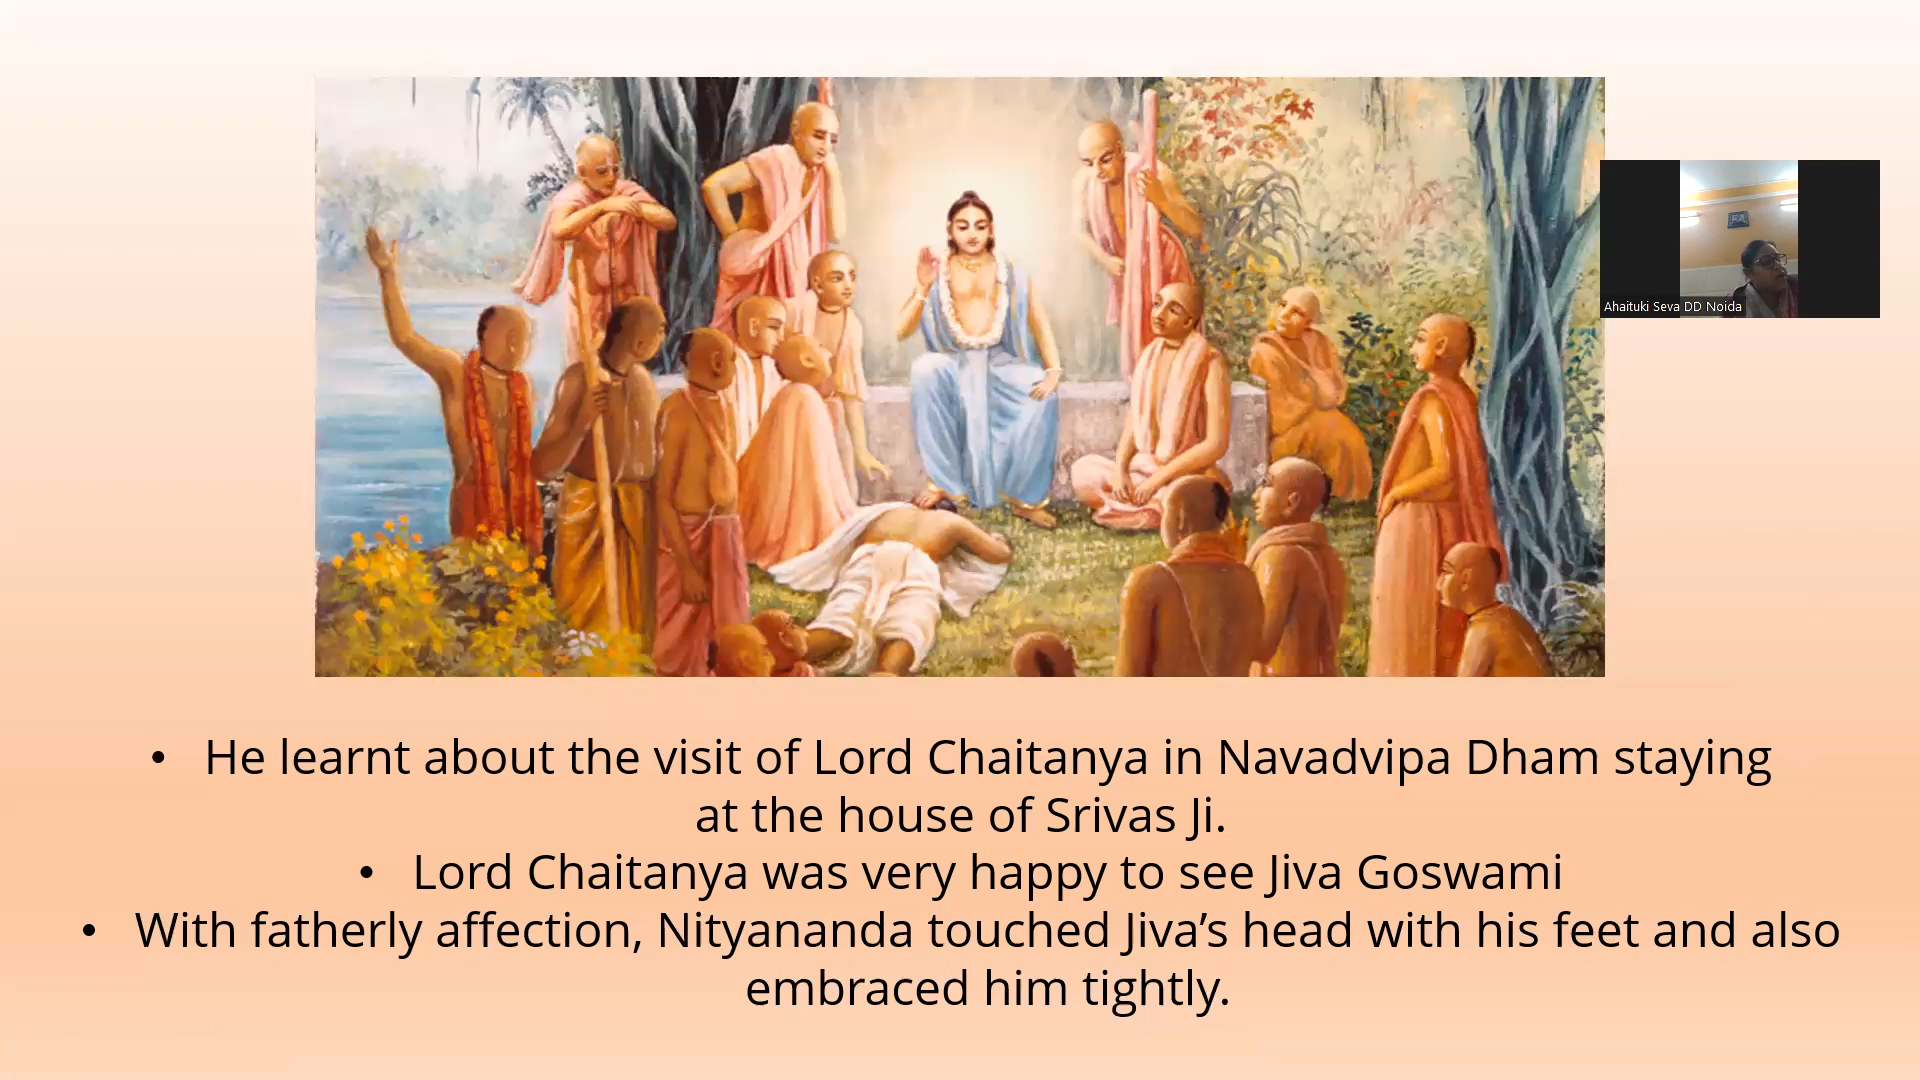 Ahaituki Seva DD Noida
• He learnt about the visit of Lord Chaitanya in Navadvipa Dham staying
at the house of Srivas Ji.
• Lord Chaitanya was very happy to see Jiva Goswami
• With fatherly affection, Nityananda touched Jiva’s head with his feet and also
embraced him tightly.